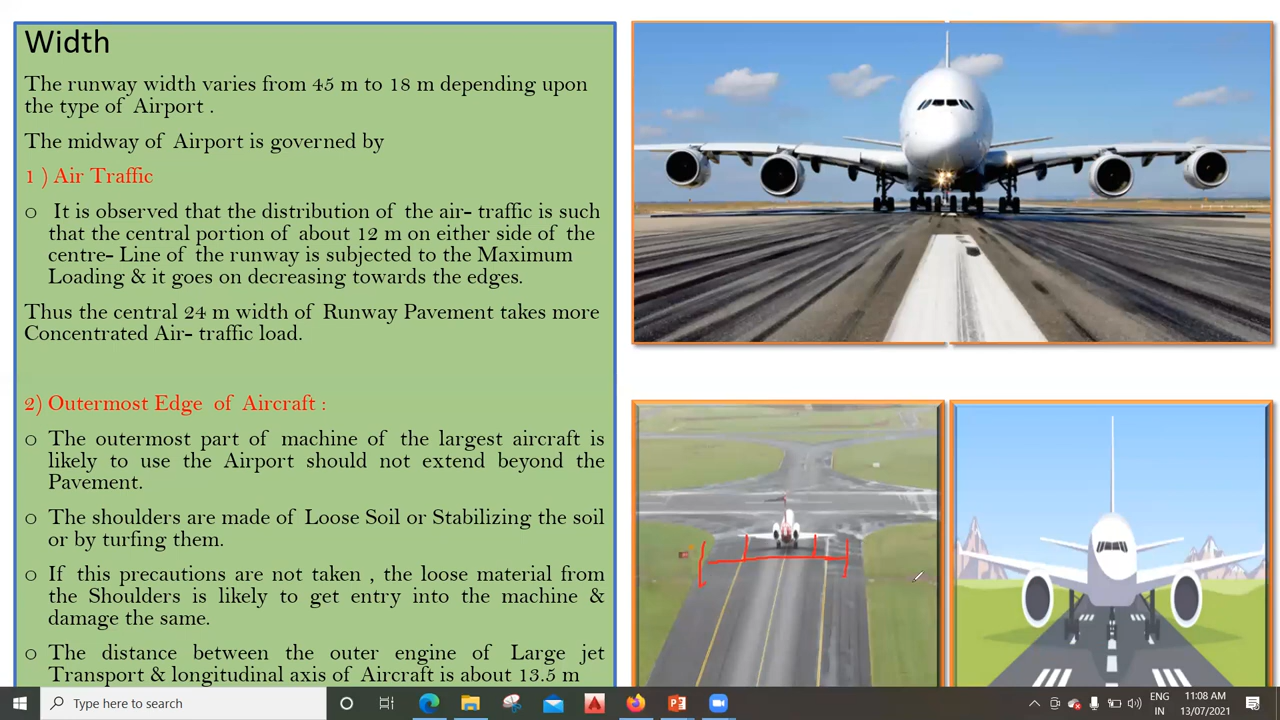 Width
The runway width varies from 45 m to 18 m depending upon
the type of Airport .
The midway of Airport is governed by
1 ) Air Traffic
o It is observed that the distribution of the air- traffic is such
that the central portion of about 12 m on either side of the
centre- Line of the runway is subjected to the Maximum
Loading & it goes on decreasing towards the edges.
Thus the central 24 m width of Runway Pavement takes more
Concentrated Air- traffic load.
2) Outermost Edge of Aircraft :
o The outermost part of machine of the largest aircraft is
likely to use the Airport should not extend beyond the
Pavement.
o The shoulders are made of Loose Soil or Stabilizing the soil
or by turfing them.
o If this precautions are not taken , the loose material from
the Shoulders is likely to get entry into the machine &
damage the same.
o The distance between the outer engine of Large jet
Transport & longitudinal axis of Aircraft is about 13.5 m
Type here to search
ENG
IN
11:08 AM
13/07/2021